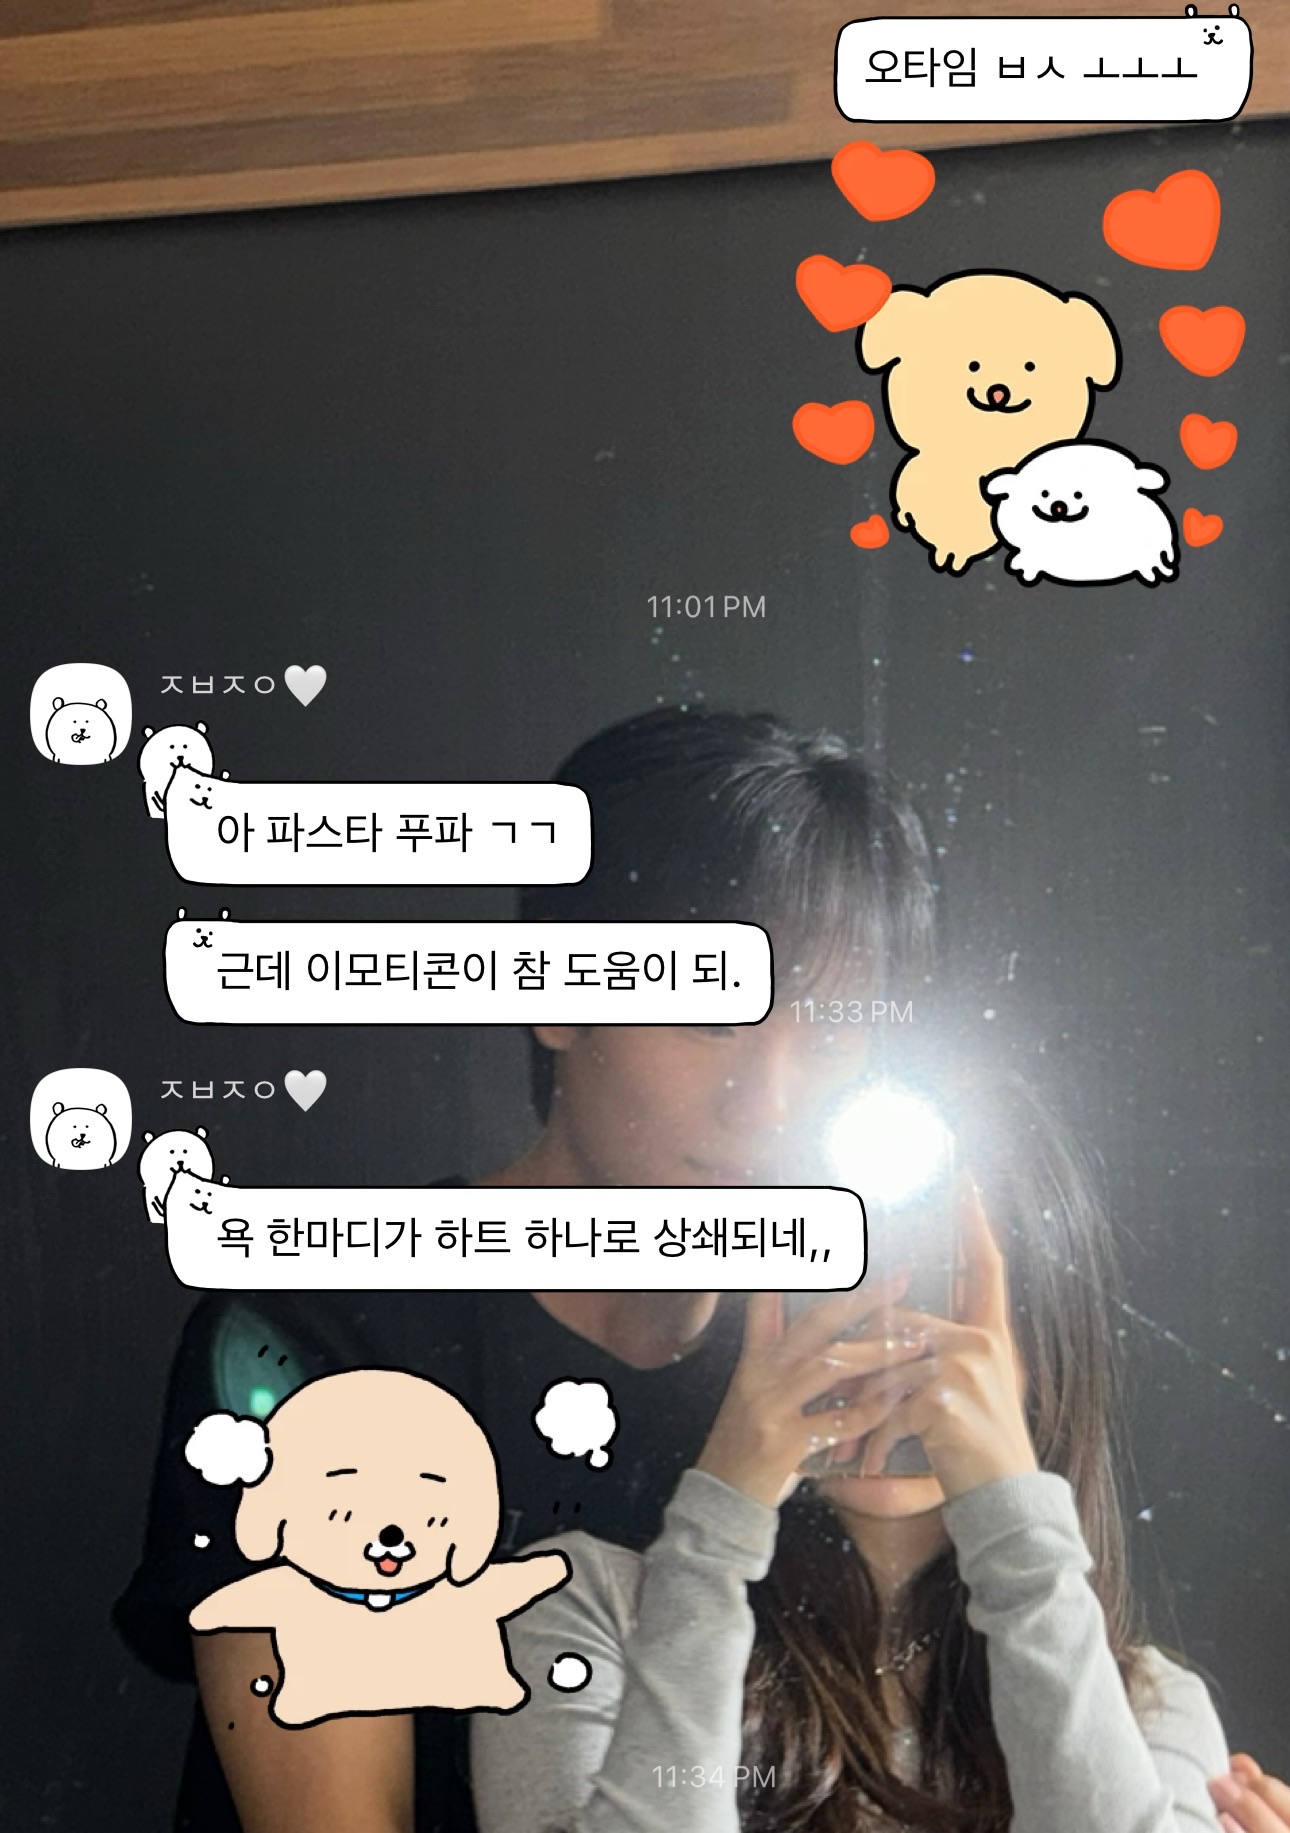 오타임 ㅂㅅ ㅗㅗㅗ
11:01 PM
ㅈㅂㅈㅇ🤍
아 파스타 푸파 ㄱㄱ
근데 이모티콘이 참 도움이 되.
11:33 PM
ㅈㅂㅈㅇ🤍
욕 한마디가 하트 하나로 상쇄되네,,
11:34 PM